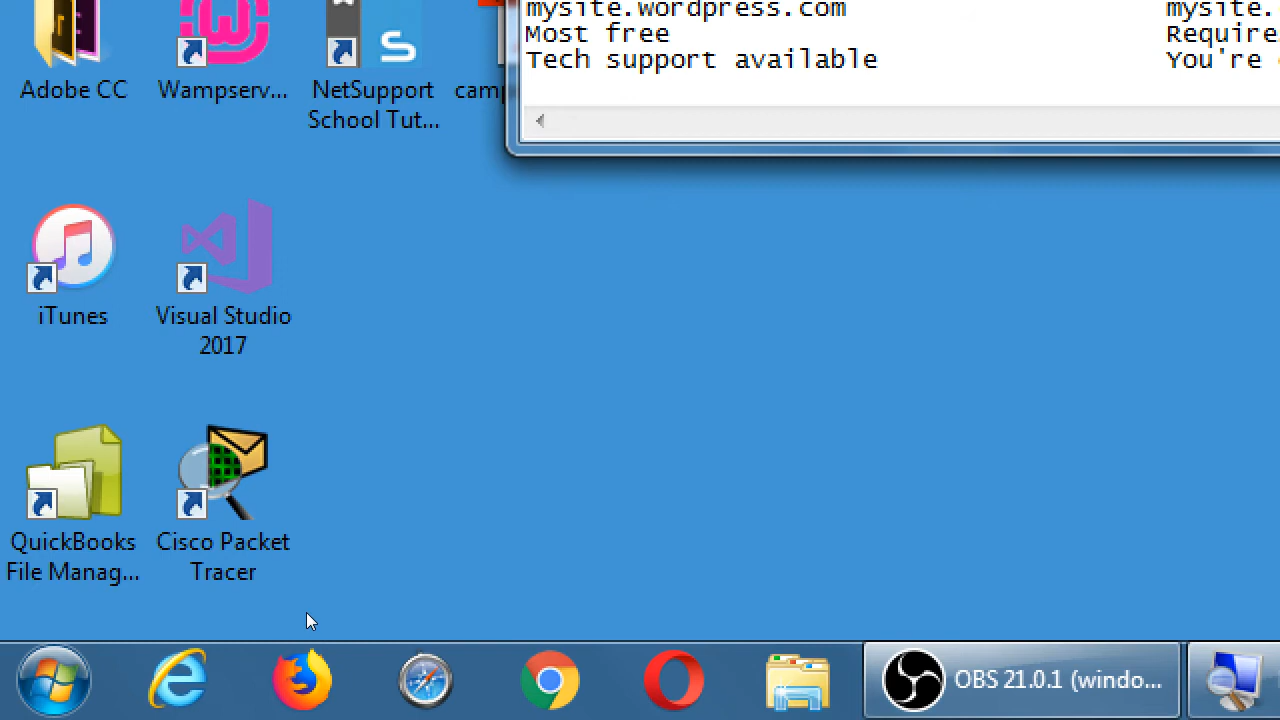 mysite.wordpress.com
mysite.
Most free
Require
Tech support available
You're
Adobe CC
Wampserv...
NetSupport
School Tut...
camp
iTunes
Visual Studio
2017
QuickBooks
File Manag...
Cisco Packet
Tracer
OBS 21.0.1 (windo...